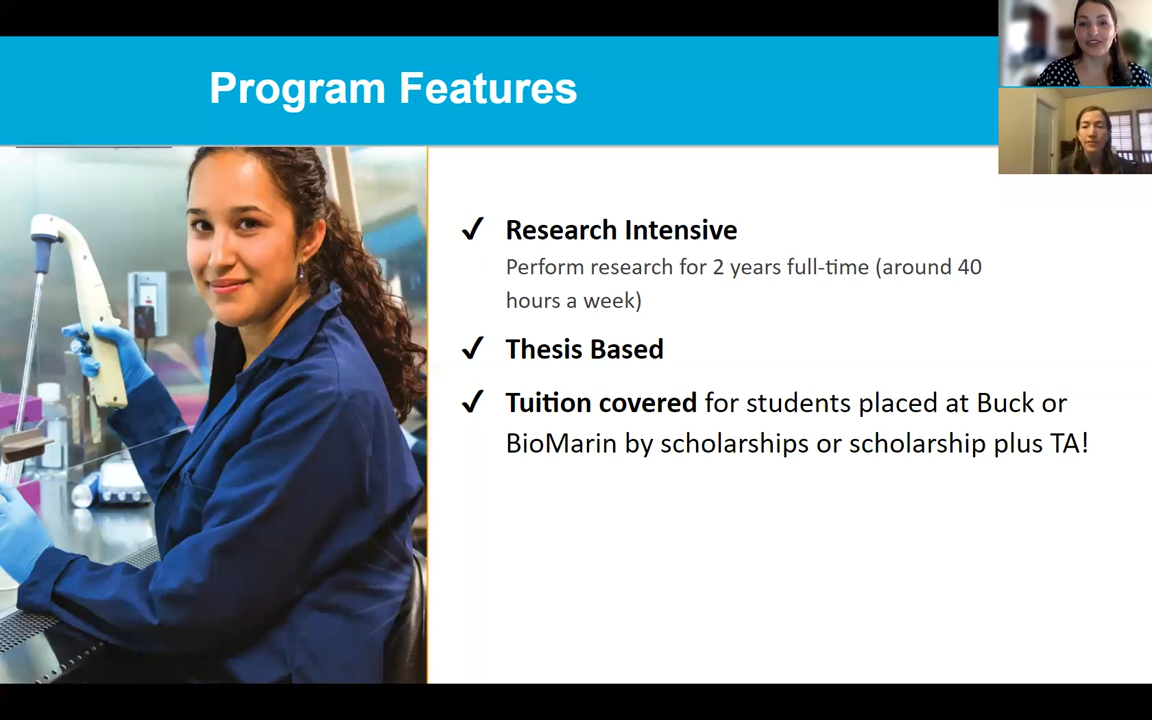 Program Features
✓ Research Intensive
Perform research for 2 years full-time (around 40
hours a week)
✓ Thesis Based
✓ Tuition covered for students placed at Buck or
BioMarin by scholarships or scholarship plus TA!